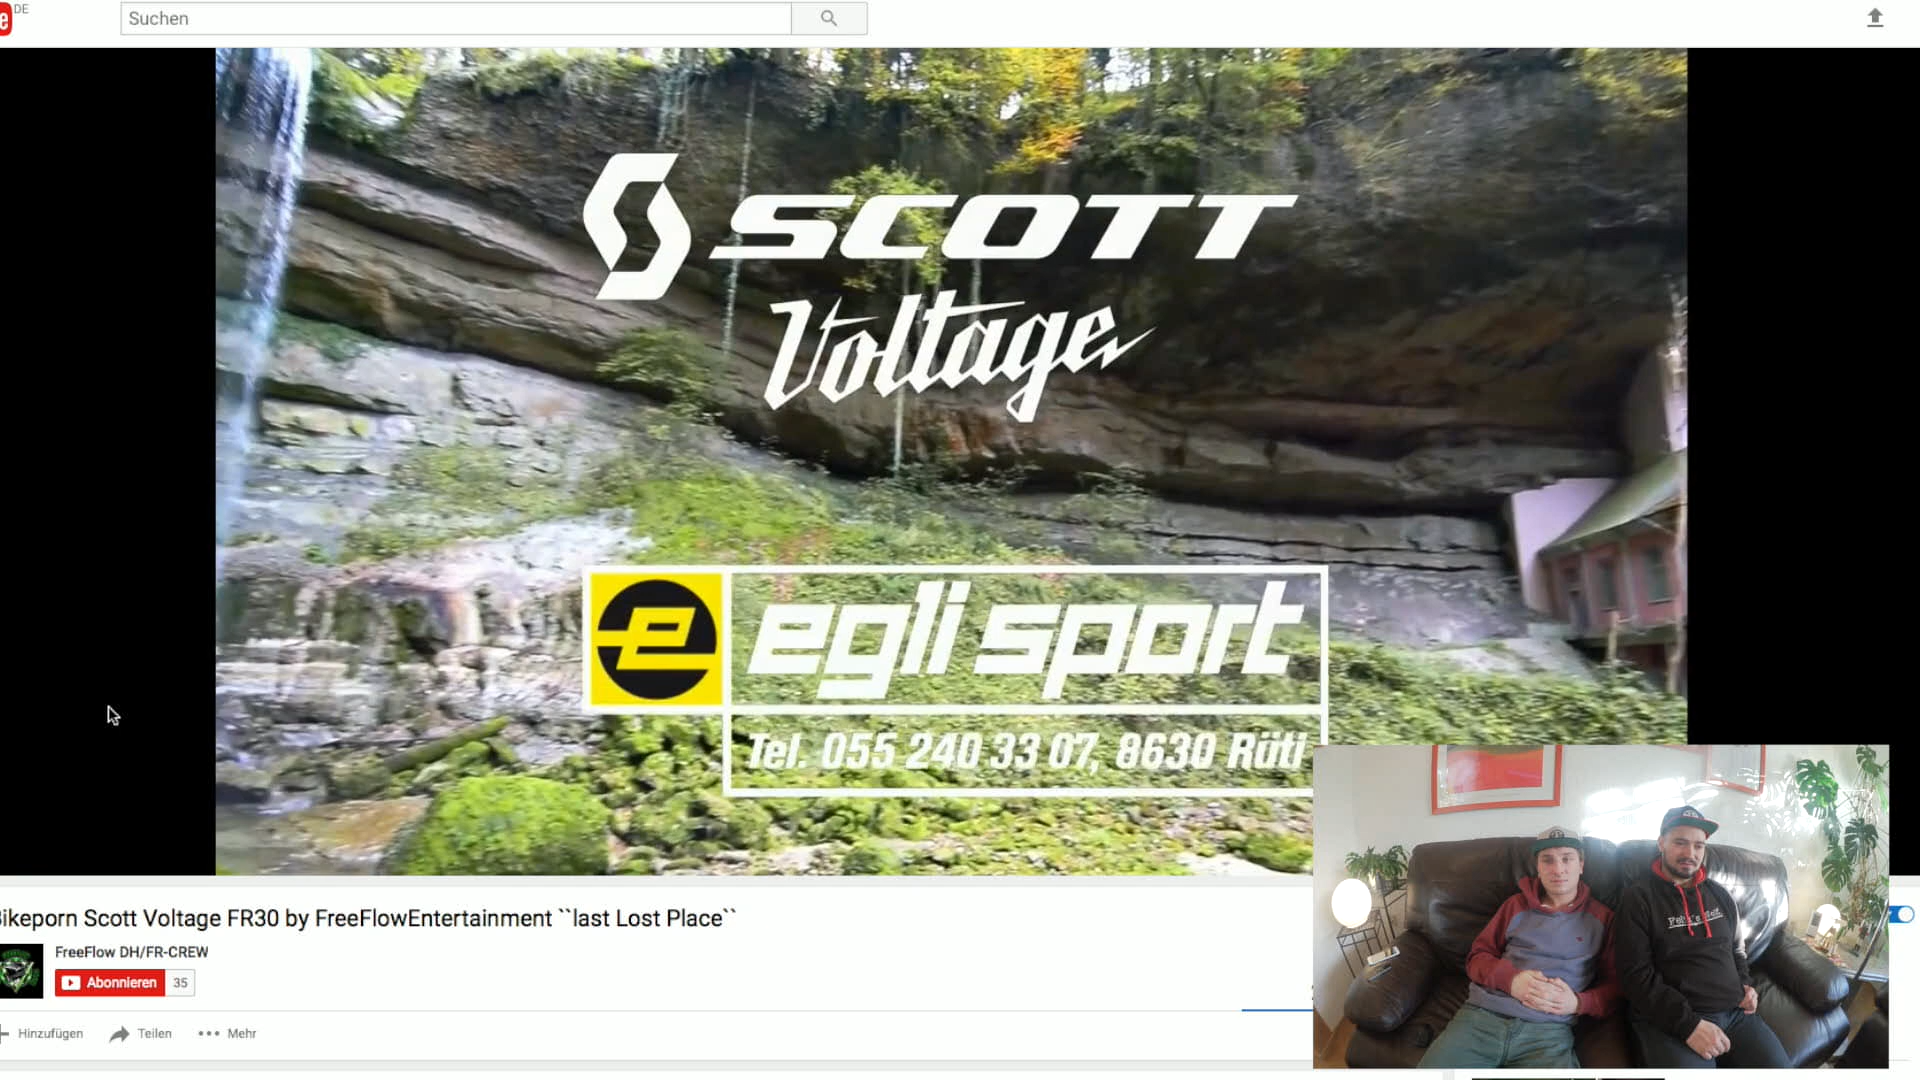 DE
Suchen
SCOTT
Voltage
e
egli sport
Tel. 055 240 33 07, 8630 Rüti
ikeporn Scott Voltage FR30 by FreeFlowEntertainment ``last Lost Place``
FreeFlow DH/FR-CREW
Abonnieren 35
Hinzufügen Teilen Mehr